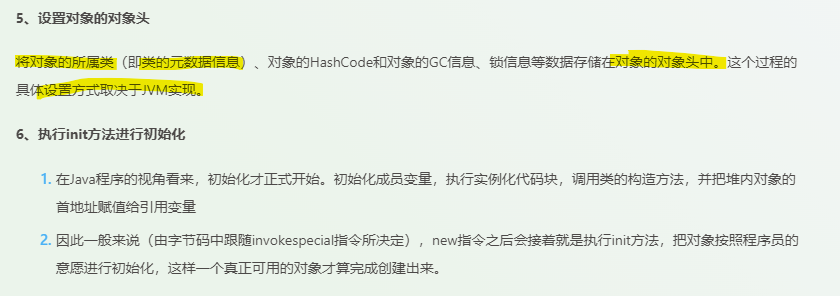 5、设置对象的对象头
将对象的所属类（即类的元数据信息）、对象的HashCode和对象的GC信息、锁信息等数据存储在对象的对象头中。这个过程的
具体设置方式取决于JVM实现。
6、执行init方法进行初始化
1. 在Java程序的视角看来，初始化才正式开始。初始化成员变量，执行实例化代码块，调用类的构造方法，并把堆内对象的
首地址赋值给引用变量
2. 因此一般来说（由字节码中跟随invokespecial指令所决定），new指令之后会接着就是执行init方法，把对象按照程序员的
意愿进行初始化，这样一个真正可用的对象才算完成创建出来。